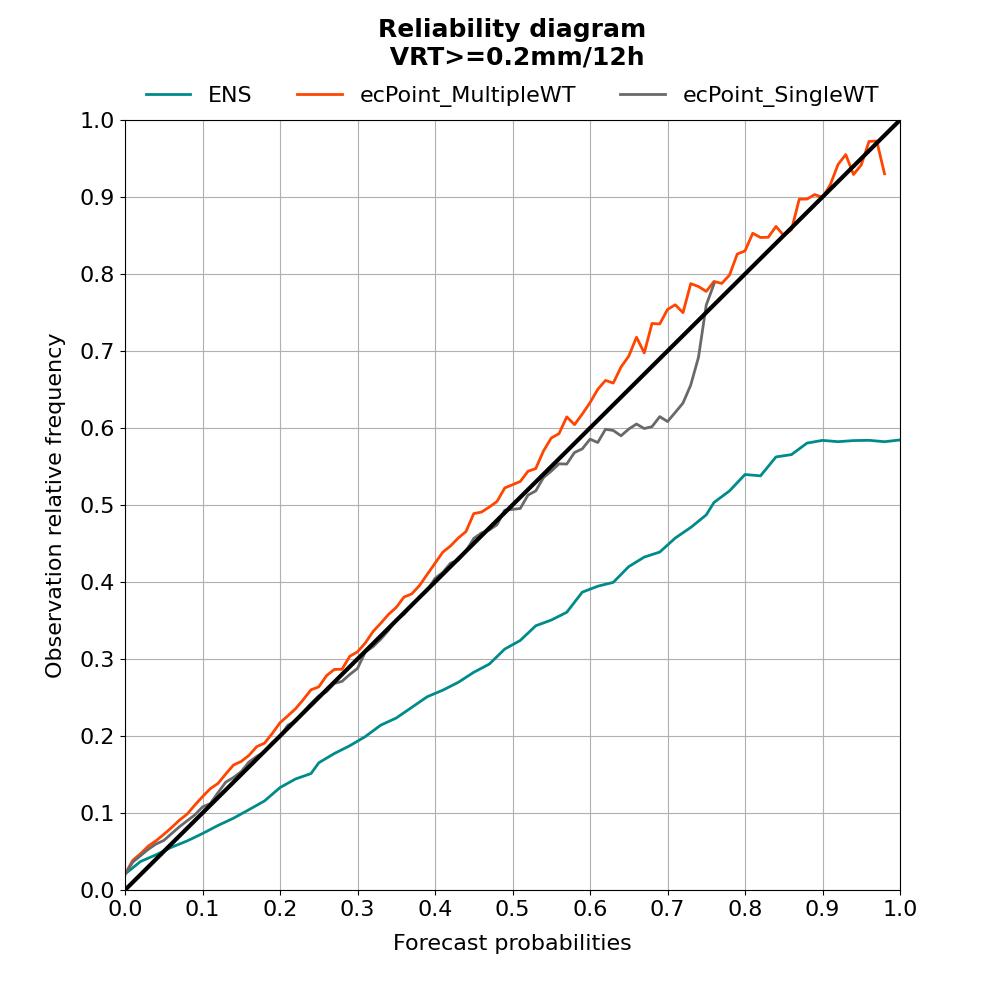 Reliability diagram
VRT>=0.2mm/12h
ENS ecPoint_MultipleWT ecPoint_SingleWT
1.0
0.9
0.8
0.7
0.6
0.5
0.4
0.3
0.2
0.1
0.0
Observation relative frequency
0.0 0.1 0.2 0.3 0.4 0.5 0.6 0.7 0.8 0.9 1.0
Forecast probabilities